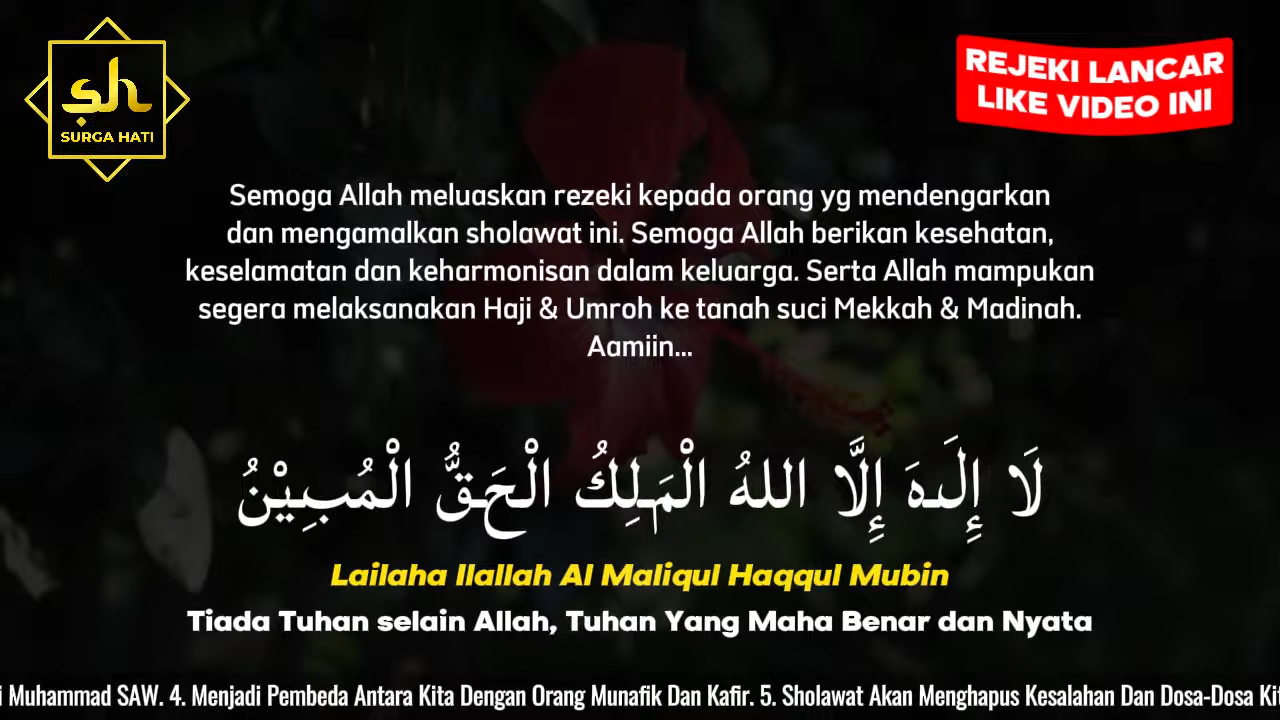 sh
SURGA HATI
REJEKI LANCAR
LIKE VIDEO INI
Semoga Allah meluaskan rezeki kepada orang yg mendengarkan
dan mengamalkan sholawat ini. Semoga Allah berikan kesehatan,
keselamatan dan keharmonisan dalam keluarga. Serta Allah mampukan
segera melaksanakan Haji & Umroh ke tanah suci Mekkah & Madinah.
Aamiin...
لَا إِلَـهَ إِلَّا اللهُ الْمَلِكُ الْحَقُّ الْمُبِيْنُ
Lailaha Ilallah Al Maliqul Haqqul Mubin
Tiada Tuhan selain Allah, Tuhan Yang Maha Benar dan Nyata
i Muhammad SAW. 4. Menjadi Pembeda Antara Kita Dengan Orang Munafik Dan Kafir. 5. Sholawat Akan Menghapus Kesalahan Dan Dosa-Dosa Ki